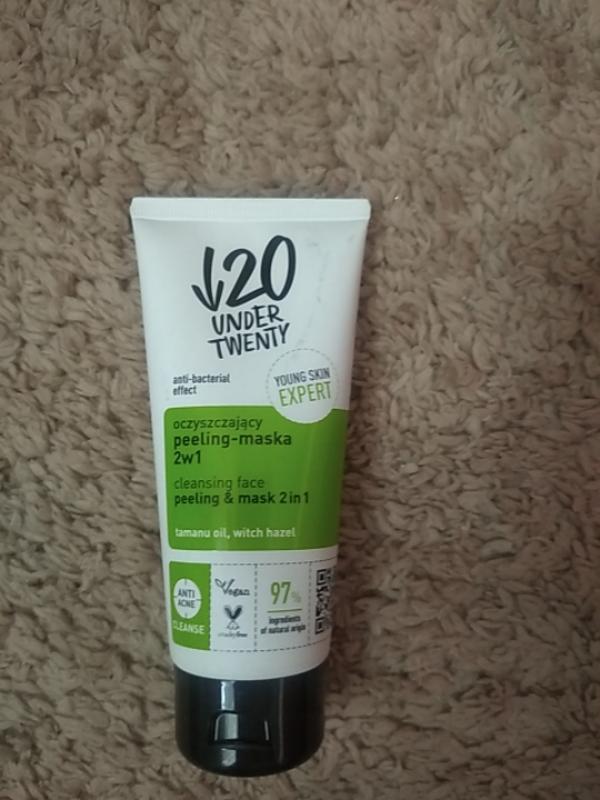 20
UNDER
TWENTY
anti-bacterial
effect
YOUNG SKIN
EXPERT
oczyszczający
peeling-maska
2w1
cleansing face
peeling & mask 2in1
tamanu oil, witch hazel
ANTI
ACNE
CLEANSE
Vegan
crueltyfree
97%
ingredients
of natural origin